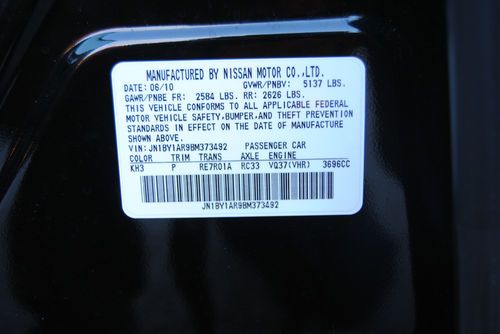 MANUFACTURED BY NISSAN MOTOR CO.,LTD.
DATE: 06/10 GVWR/PNBV: 5137 LBS.
GAWR/PNBE FR: 2584 LBS. RR: 2626 LBS.
THIS VEHICLE CONFORMS TO ALL APPLICABLE FEDERAL
MOTOR VEHICLE SAFETY,BUMPER,AND THEFT PREVENTION
STANDARDS IN EFFECT ON THE DATE OF MANUFACTURE
SHOWN ABOVE.
VIN:JN1BY1AR9BM373492 PASSENGER CAR
COLOR TRIM TRANS AXLE ENGINE
KH3 P RE7R01A RC33 VQ37(VHR) 3696CC
JN1BY1AR9BM373492